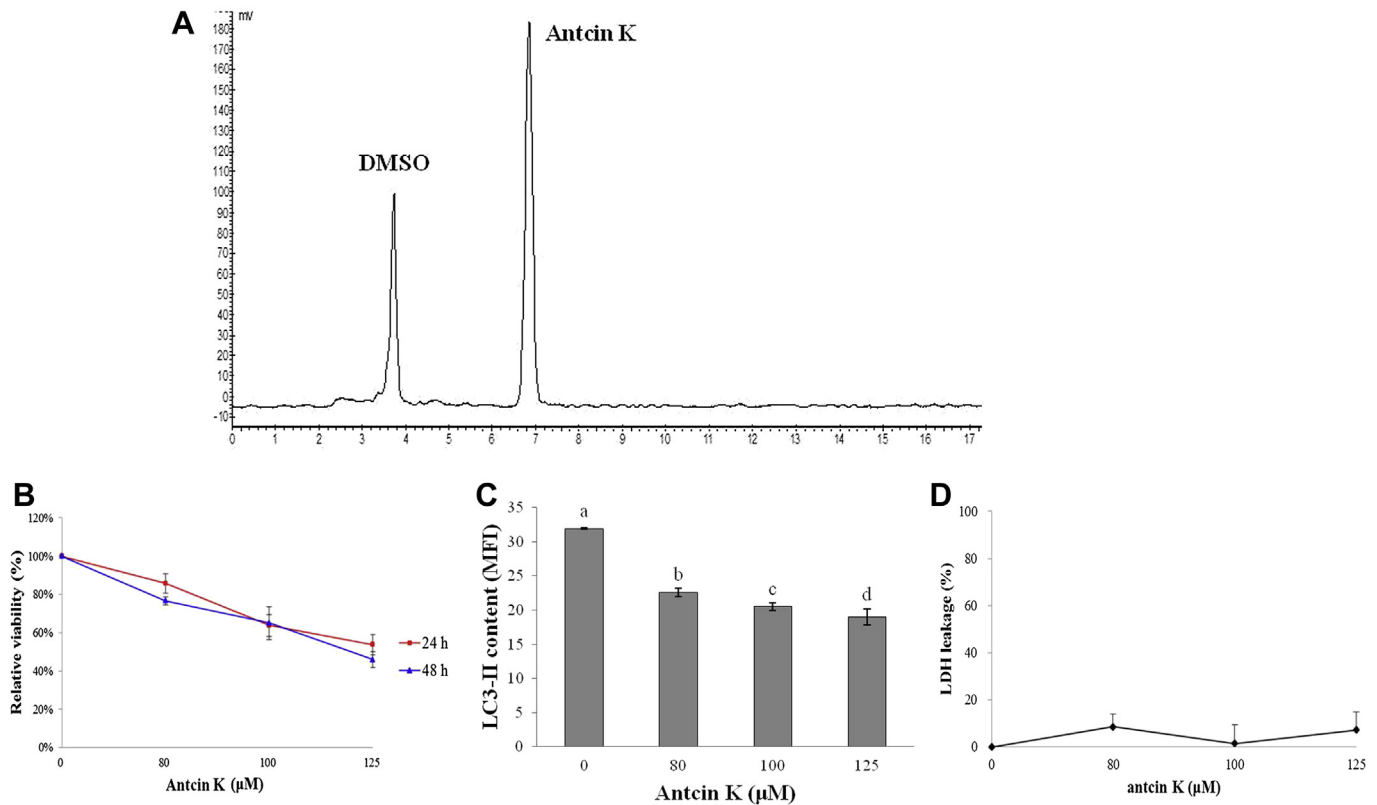 A
mv
Antcin K
DMSO
180
170
160
150
140
130
120
110
100
90
80
70
60
50
40
30
20
10
0
-10
0 1 2 3 4 5 6 7 8 9 10 11 12 13 14 15 16 17
B
Relative viability (%)
120%
100%
80%
60%
40%
20%
0%
0 80 100 125
Antcin K (µM)
24 h
48 h
C
LC3-II content (MFI)
35
30
25
20
15
10
5
0
a
b
c
d
0 80 100 125
Antcin K (µM)
D
LDH leakage (%)
100
80
60
40
20
0
0 80 100 125
antcin K (µM)